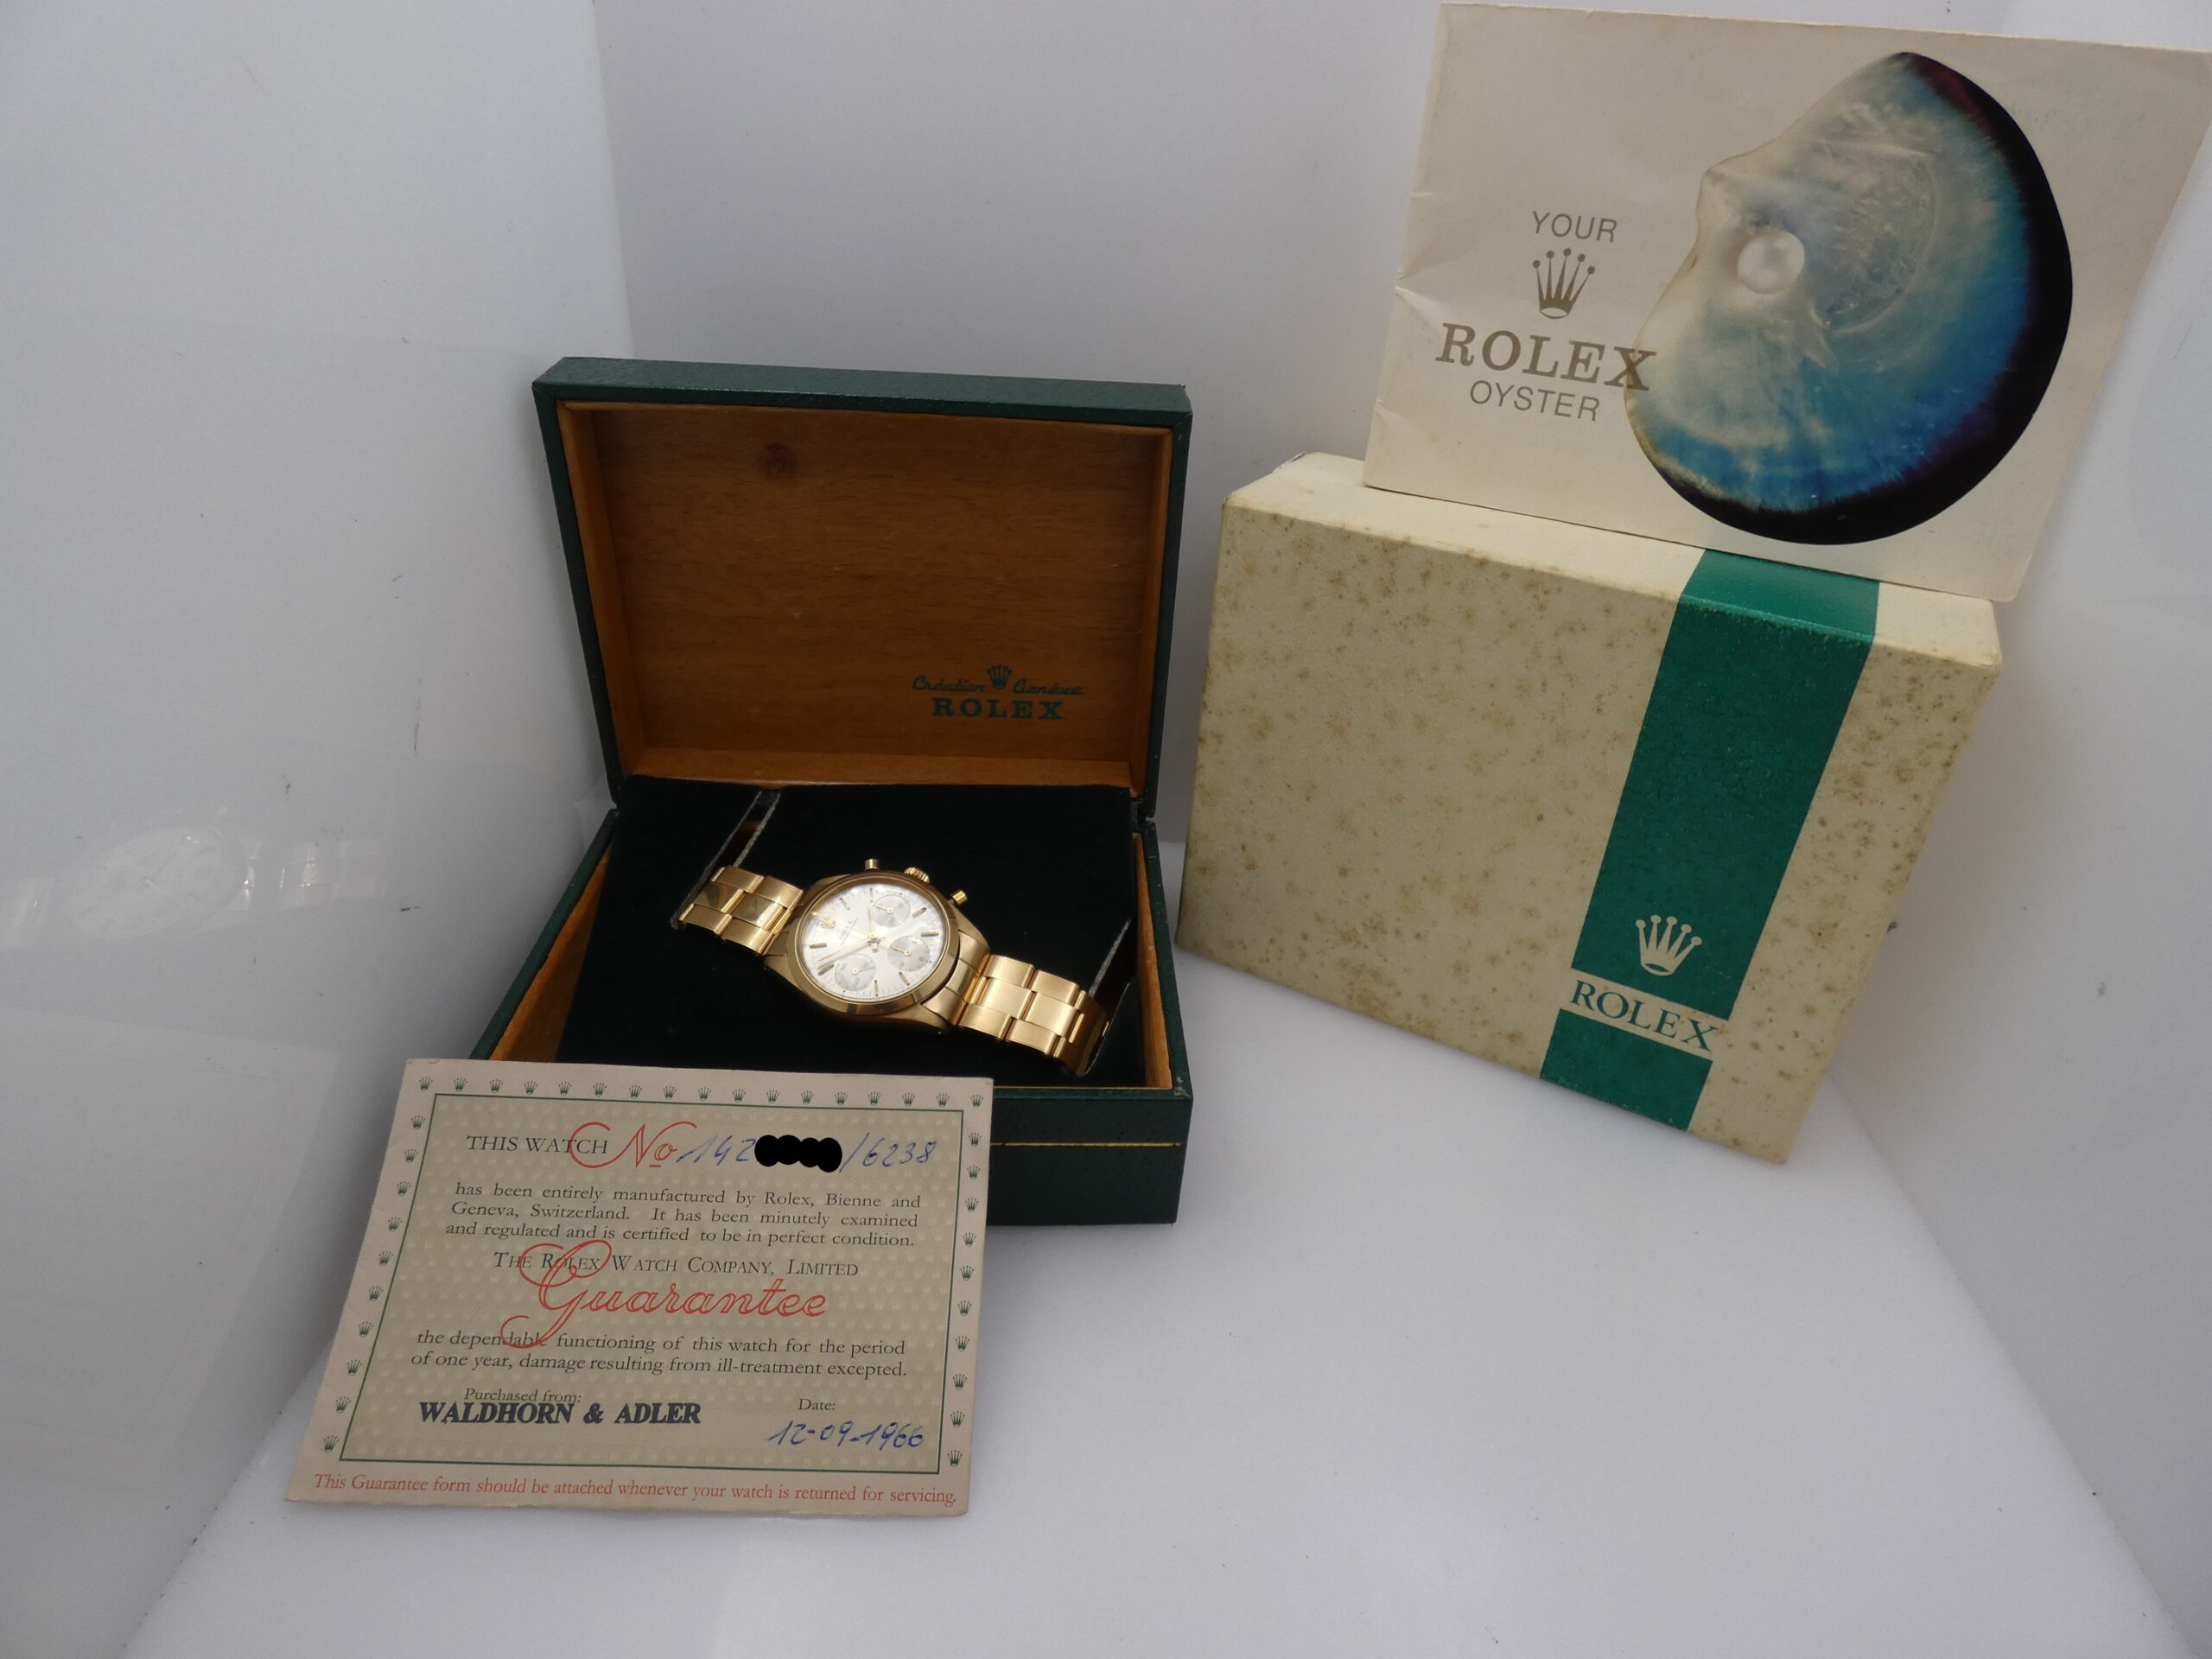 YOUR
ROLEX
OYSTER
Création Genève
ROLEX
ROLEX
THIS WATCH No 142 /6238
has been entirely manufactured by Rolex, Bienne and
Geneva, Switzerland. It has been minutely examined
and regulated and is certified to be in perfect condition.
THE ROLEX WATCH COMPANY, LIMITED
Guarantee
the dependable functioning of this watch for the period
of one year, damage resulting from ill-treatment excepted.
Purchased from:
WALDHORN & ADLER
Date:
12-09-1966
This Guarantee form should be attached whenever your watch is returned for servicing.